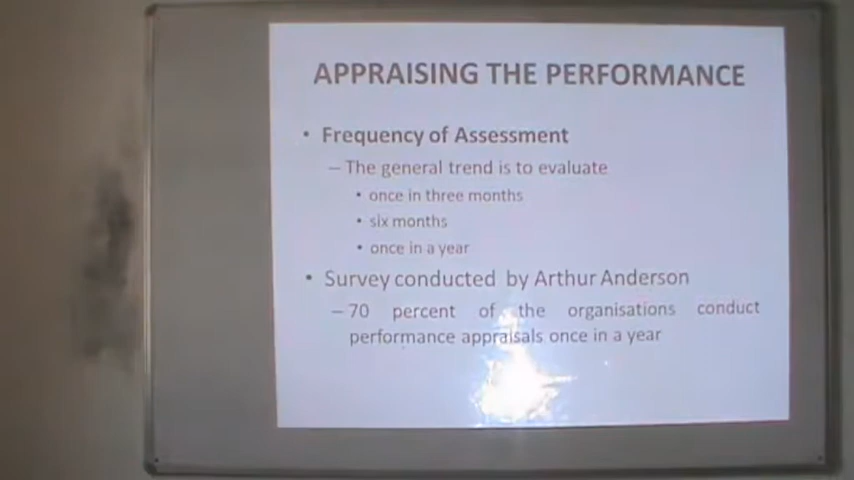 APPRAISING THE PERFORMANCE
• Frequency of Assessment
– The general trend is to evaluate
• once in three months
• six months
• once in a year
• Survey conducted by Arthur Anderson
– 70 percent of the organisations conduct
performance appraisals once in a year